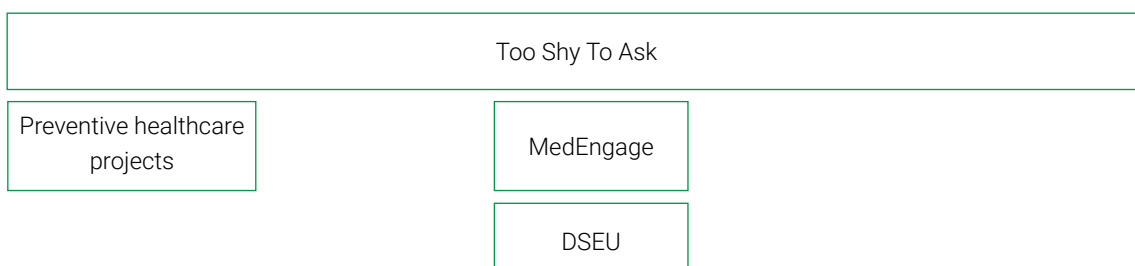 Too Shy To Ask
Preventive healthcare
projects
MedEngage
DSEU